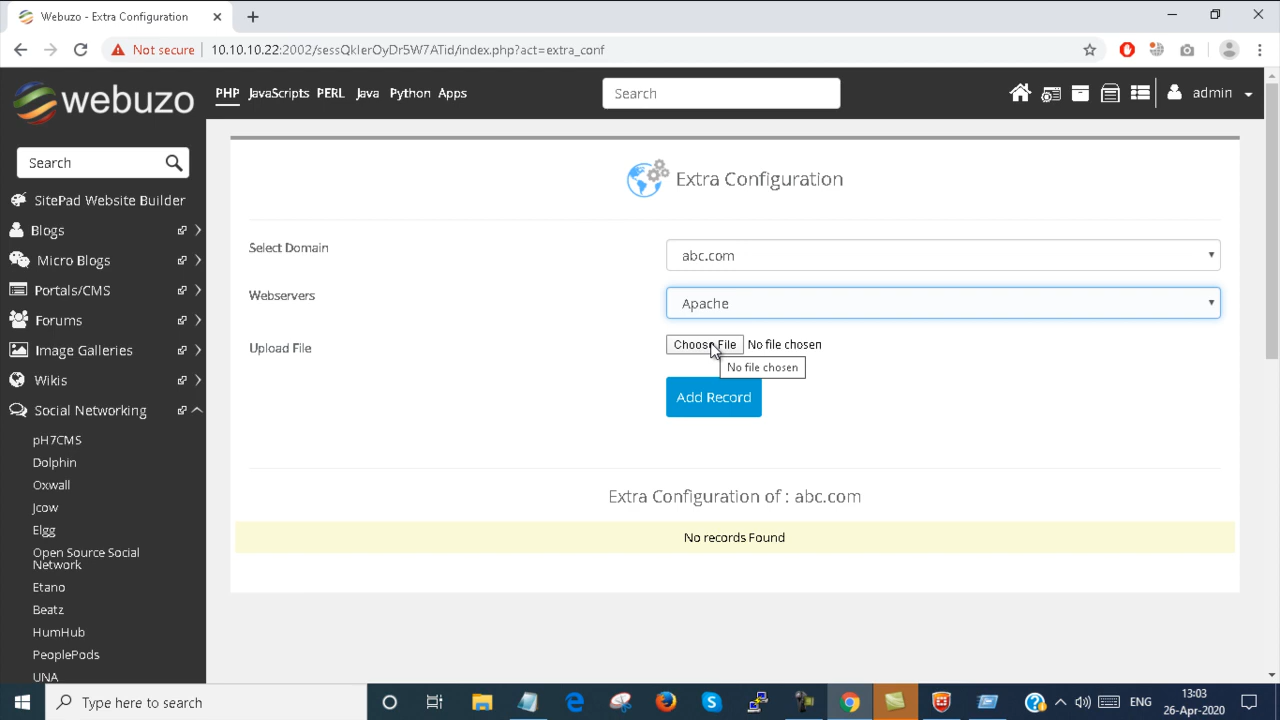 Webuzo - Extra Configuration
Not secure
10.10.10.22:2002/sessQkIerOyDr5W7ATid/index.php?act=extra_conf
webuzo
PHP JavaScripts PERL Java Python Apps
Search
admin
Search
SitePad Website Builder
Blogs
Micro Blogs
Portals/CMS
Forums
Image Galleries
Wikis
Social Networking
pH7CMS
Dolphin
Oxwall
Jcow
Elgg
Open Source Social
Network
Etano
Beatz
HumHub
PeoplePods
UNA
Extra Configuration
Select Domain
abc.com
Webservers
Apache
Upload File
Choose File No file chosen
No file chosen
Add Record
Extra Configuration of : abc.com
No records Found
Type here to search
ENG
13:03
26-Apr-2020